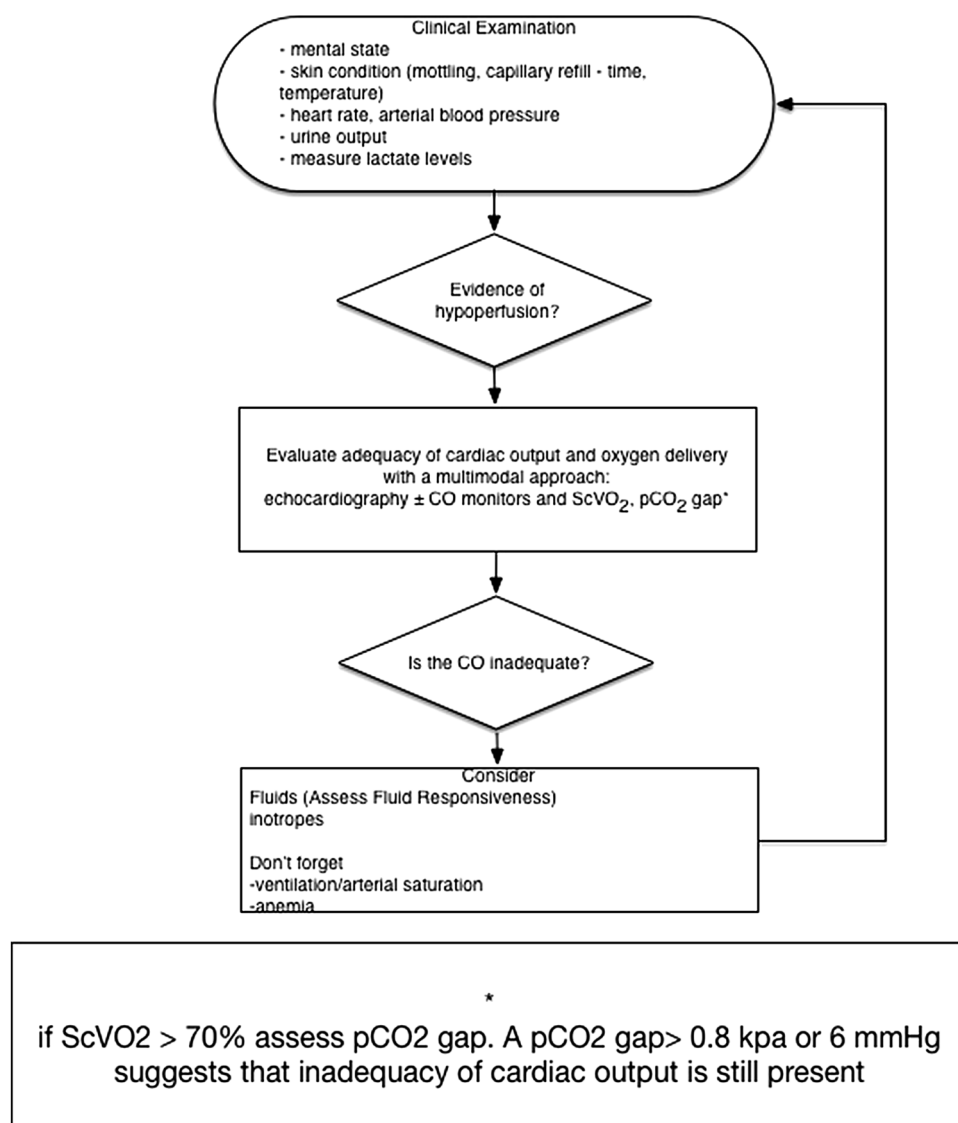 Clinical Examination
- mental state
- skin condition (mottling, capillary refill - time,
temperature)
- heart rate, arterial blood pressure
- urine output
- measure lactate levels
Evidence of
hypoperfusion?
Evaluate adequacy of cardiac output and oxygen delivery
with a multimodal approach:
echocardiography ± CO monitors and ScVO2, pCO2 gap*
Is the CO inadequate?
Consider
Fluids (Assess Fluid Responsiveness)
inotropes
Don't forget
-ventilation/arterial saturation
-anemia
*
if ScVO2 > 70% assess pCO2 gap. A pCO2 gap> 0.8 kpa or 6 mmHg
suggests that inadequacy of cardiac output is still present